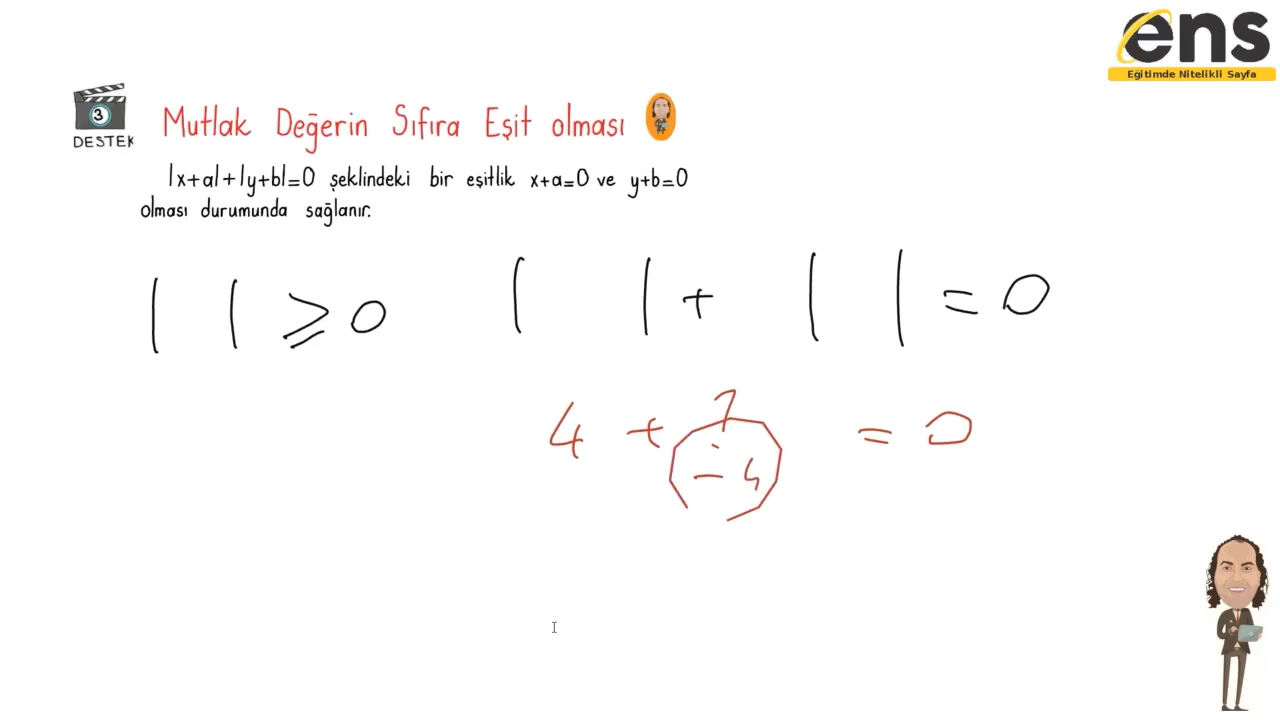 ens
Eğitimde Nitelikli Sayfa
3
DESTEK
Mutlak Değerin Sıfıra Eşit olması
|x+a|+|y+b|=0 şeklindeki bir eşitlik x+a=0 ve y+b=0
olması durumunda sağlanır.
| | ≥ 0
| | + | | = 0
?
4 + = 0
- 4